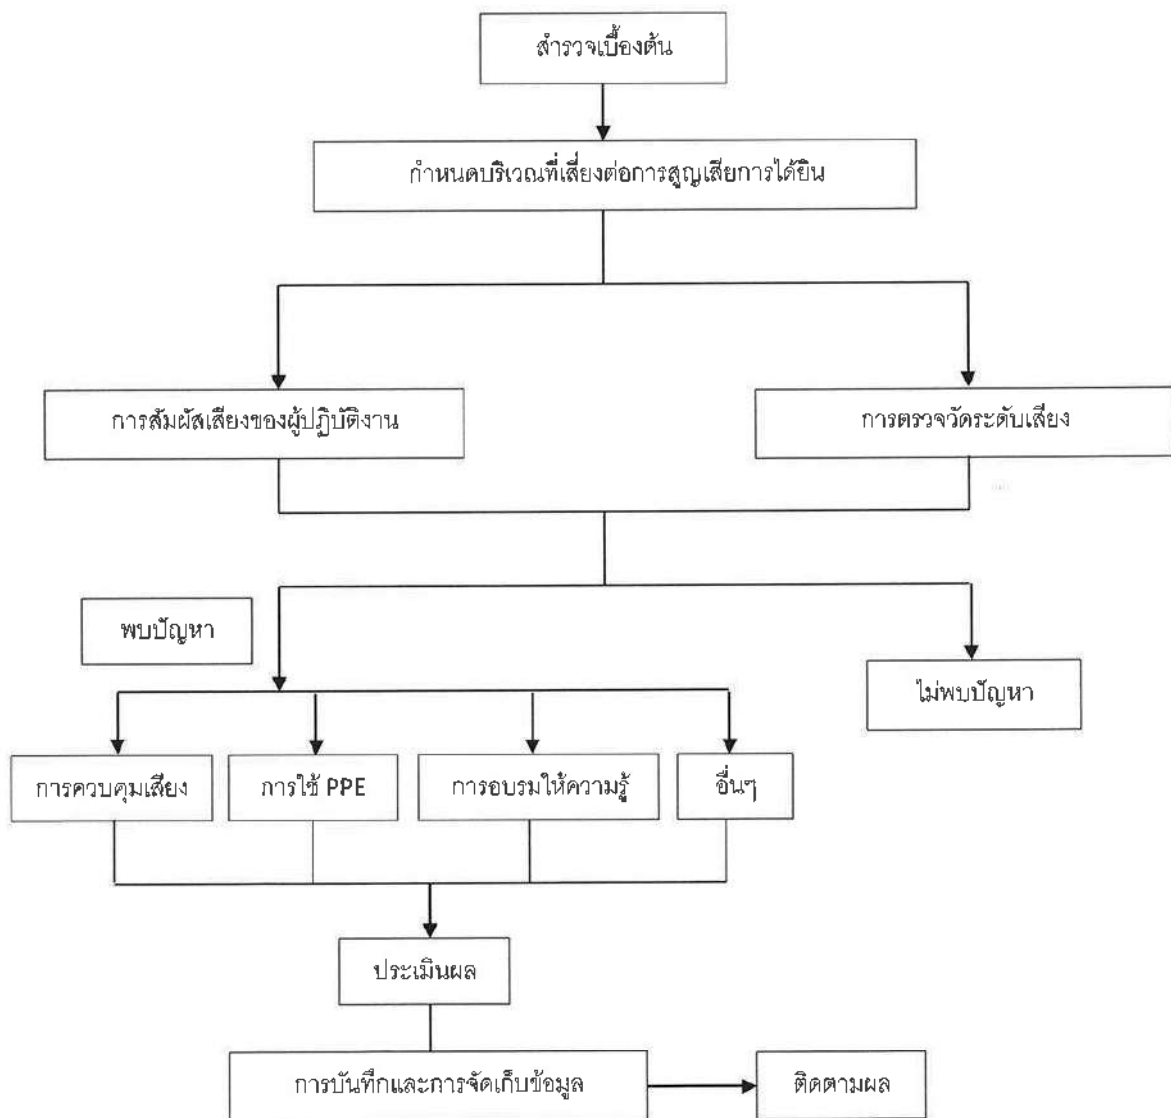 สำรวจเบื้องต้น
กำหนดบริเวณที่เสี่ยงต่อการสูญเสียการได้ยิน
การสัมผัสเสียงของผู้ปฏิบัติงาน
การตรวจวัดระดับเสียง
พบปัญหา
ไม่พบปัญหา
การควบคุมเสียง
การใช้ PPE
การอบรมให้ความรู้
อื่นๆ
ประเมินผล
การบันทึกและการจัดเก็บข้อมูล
ติดตามผล